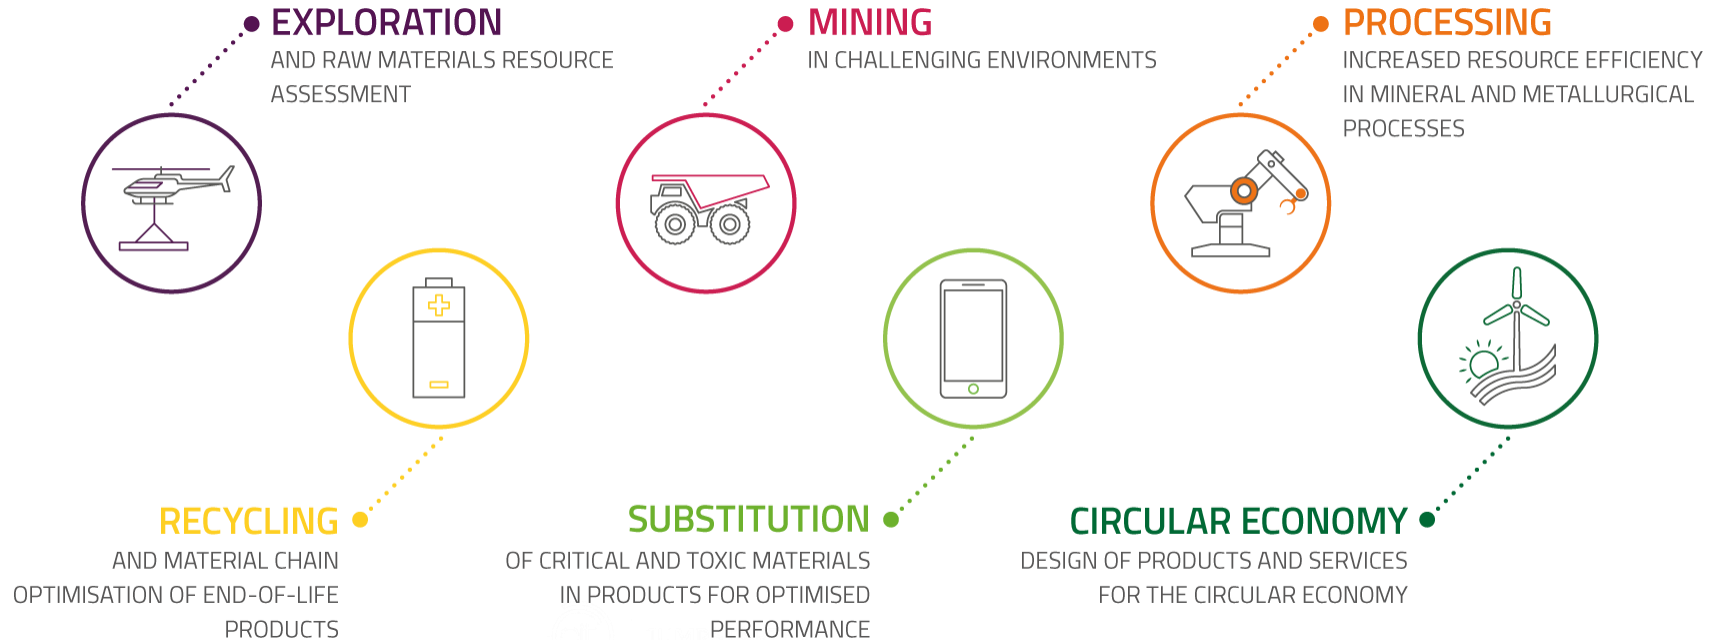 EXPLORATION
AND RAW MATERIALS RESOURCE
ASSESSMENT
MINING
IN CHALLENGING ENVIRONMENTS
PROCESSING
INCREASED RESOURCE EFFICIENCY
IN MINERAL AND METALLURGICAL
PROCESSES
RECYCLING
AND MATERIAL CHAIN
OPTIMISATION OF END-OF-LIFE
PRODUCTS
SUBSTITUTION
OF CRITICAL AND TOXIC MATERIALS
IN PRODUCTS FOR OPTIMISED
PERFORMANCE
CIRCULAR ECONOMY
DESIGN OF PRODUCTS AND SERVICES
FOR THE CIRCULAR ECONOMY